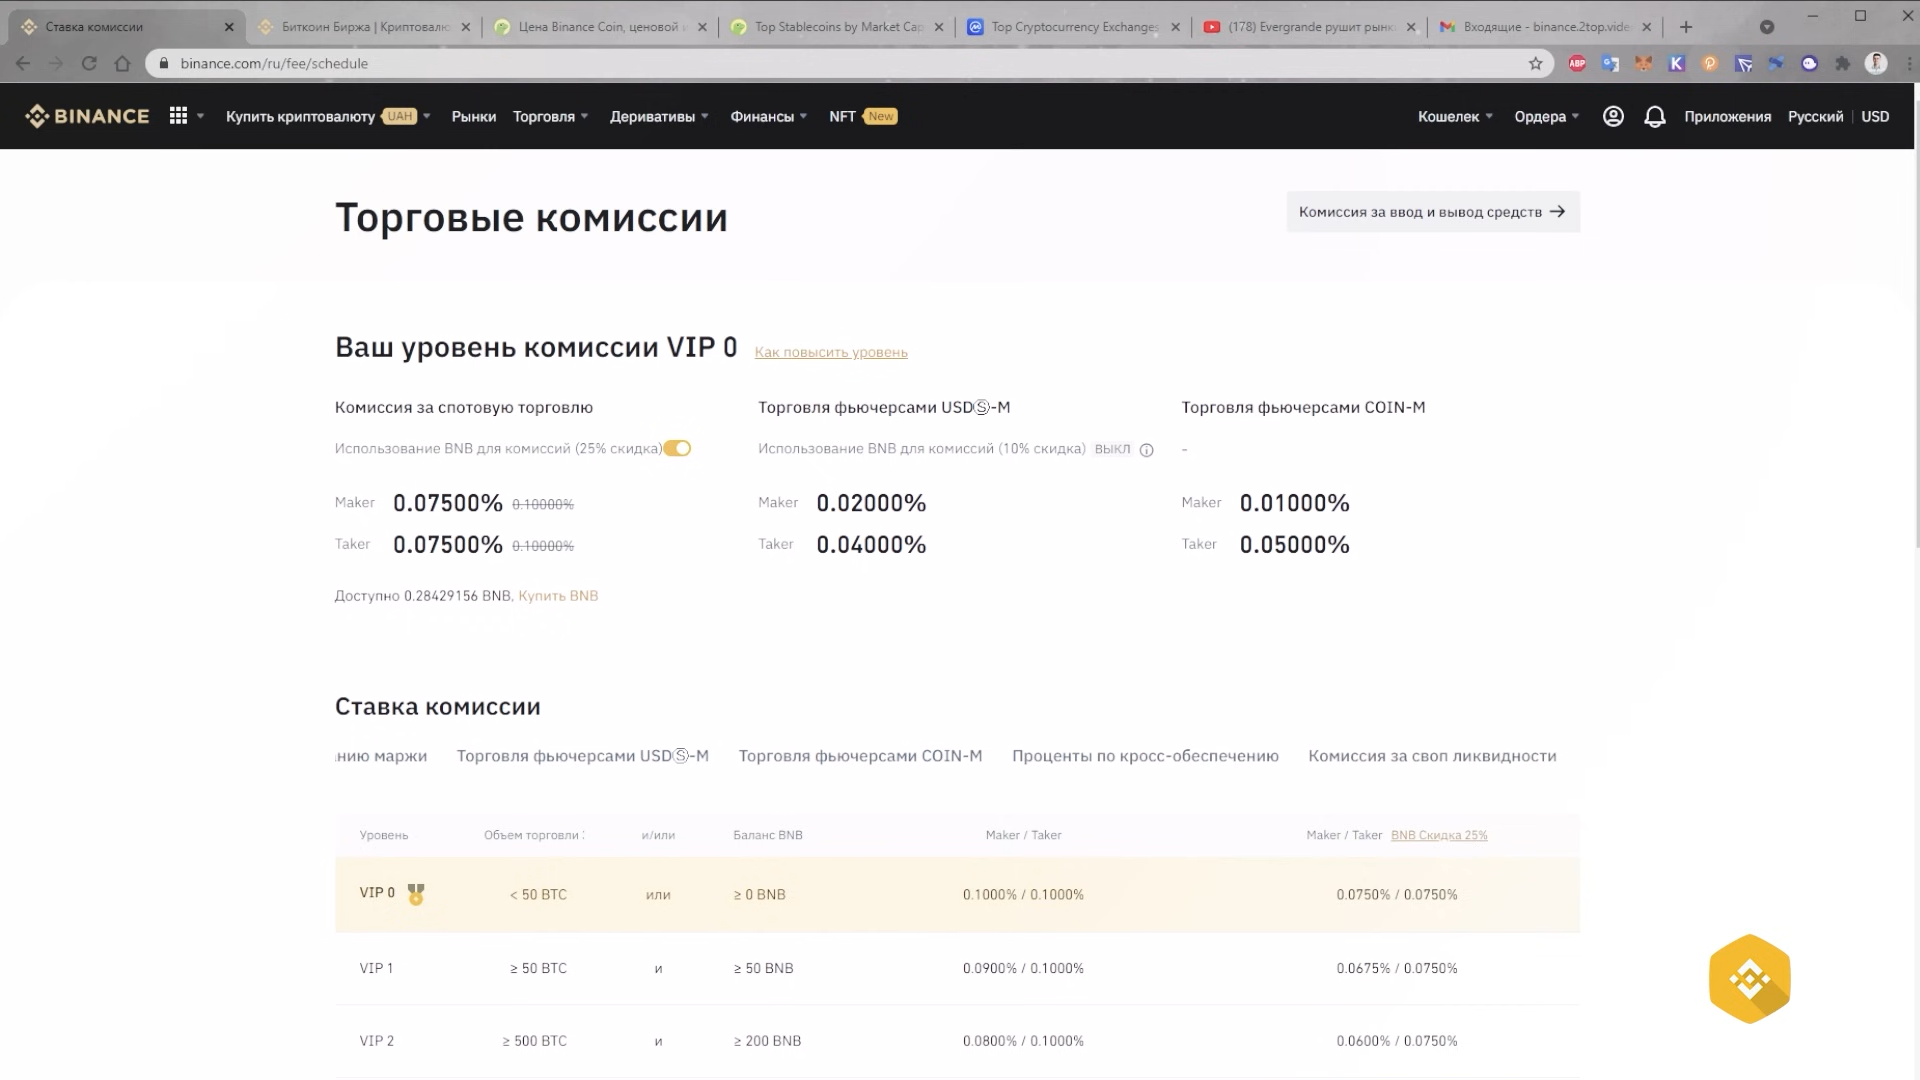 Ставка комиссии
Биткоин Биржа | Криптовалю
Цена Binance Coin, ценовой и
Top Stablecoins by Market Cap
Top Cryptocurrency Exchanges
(178) Evergrande рушит рынк
Входящие - binance.2top.vide
binance.com/ru/fee/schedule
ABP
K
BINANCE
Купить криптовалюту UAH
Рынки
Торговля
Деривативы
Финансы
NFT New
Кошелек
Ордера
Приложения
Русский | USD
Торговые комиссии
Комиссия за ввод и вывод средств →
Ваш уровень комиссии VIP 0 Как повысить уровень
Комиссия за спотовую торговлю
Использование BNB для комиссий (25% скидка)
Maker 0.07500% 0.10000%
Taker 0.07500% 0.10000%
Доступно 0.28429156 BNB, Купить BNB
Торговля фьючерсами USDⓈ-M
Использование BNB для комиссий (10% скидка) ВЫКЛ
Maker 0.02000%
Taker 0.04000%
Торговля фьючерсами COIN-M
-
Maker 0.01000%
Taker 0.05000%
Ставка комиссии
нию маржи Торговля фьючерсами USDⓈ-M Торговля фьючерсами COIN-M Проценты по кросс-обеспечению Комиссия за своп ликвидности
Уровень Объем торговли и/или Баланс BNB Maker / Taker Maker / Taker BNB Скидка 25%
VIP 0 < 50 BTC или ≥ 0 BNB 0.1000% / 0.1000% 0.0750% / 0.0750%
VIP 1 ≥ 50 BTC и ≥ 50 BNB 0.0900% / 0.1000% 0.0675% / 0.0750%
VIP 2 ≥ 500 BTC и ≥ 200 BNB 0.0800% / 0.1000% 0.0600% / 0.0750%